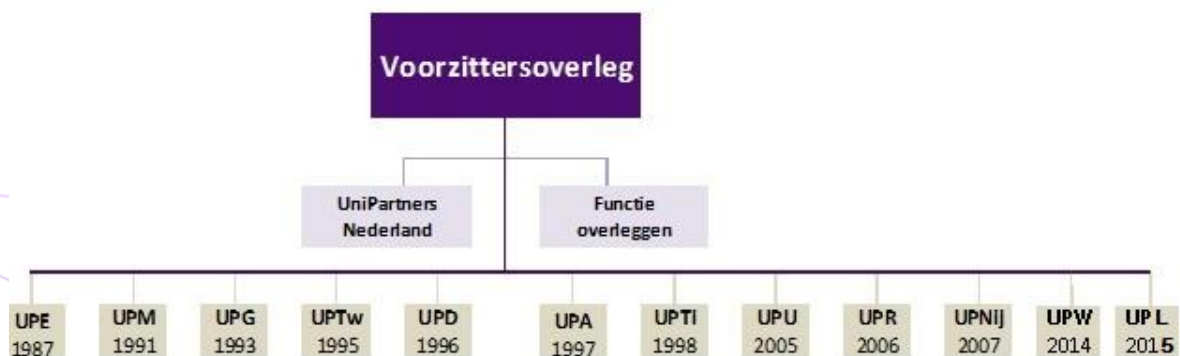 Voorzittersoverleg
UniPartners
Nederland
Functie
overleggen
UPE
1987
UPM
1991
UPG
1993
UPTw
1995
UPD
1996
UPA
1997
UPTI
1998
UPU
2005
UPR
2006
UPNij
2007
UPW
2014
UPL
2015